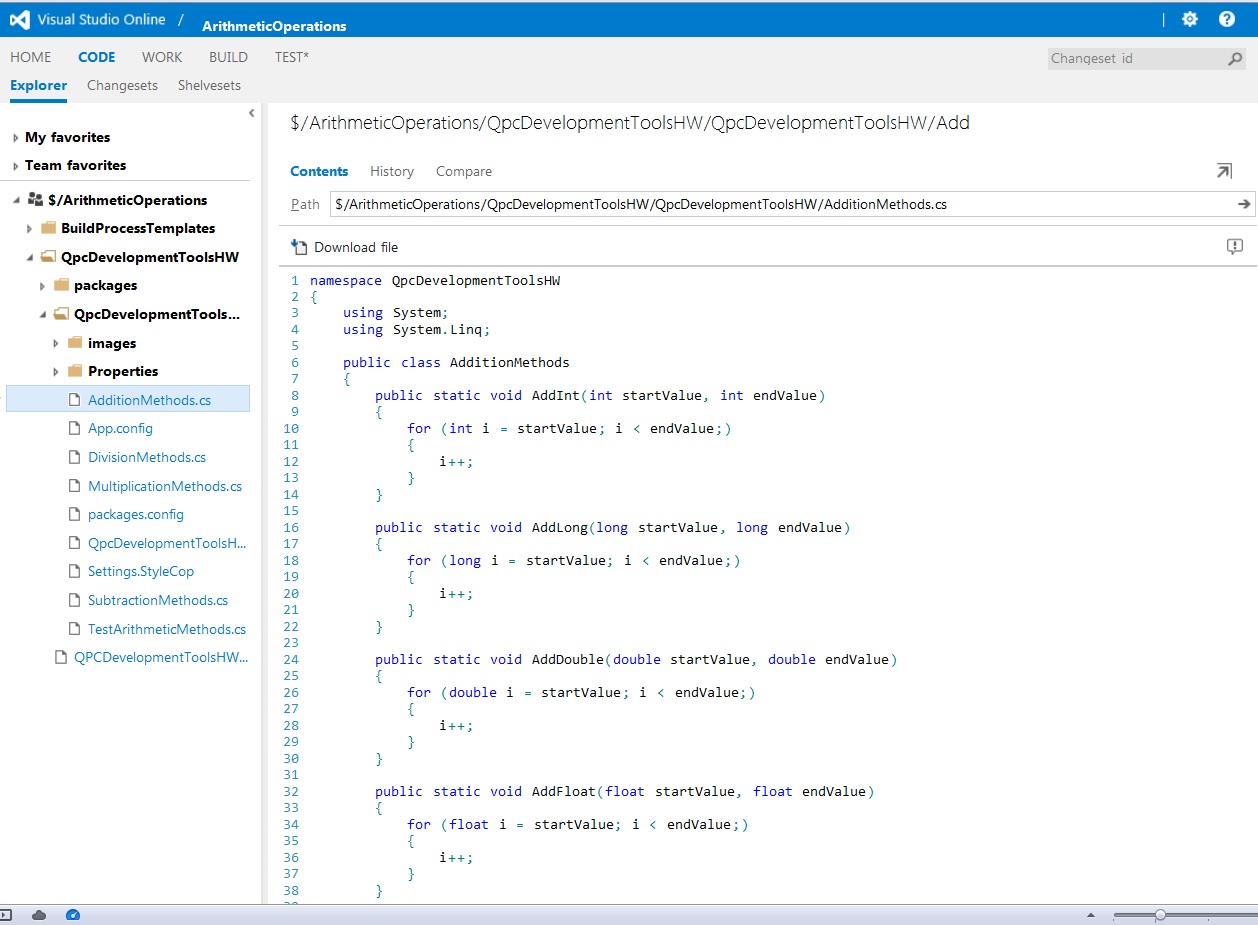 Visual Studio Online / ArithmeticOperations
HOME CODE WORK BUILD TEST*
Changeset id
Explorer Changesets Shelvesets
My favorites
Team favorites
$/ArithmeticOperations
BuildProcessTemplates
QpcDevelopmentToolsHW
packages
QpcDevelopmentTools...
images
Properties
AdditionMethods.cs
App.config
DivisionMethods.cs
MultiplicationMethods.cs
packages.config
QpcDevelopmentToolsH...
Settings.StyleCop
SubtractionMethods.cs
TestArithmeticMethods.cs
QPCDevelopmentToolsHW...
$/ArithmeticOperations/QpcDevelopmentToolsHW/QpcDevelopmentToolsHW/Add
Contents History Compare
Path $/ArithmeticOperations/QpcDevelopmentToolsHW/QpcDevelopmentToolsHW/AdditionMethods.cs
Download file
1 namespace QpcDevelopmentToolsHW
2 {
3 using System;
4 using System.Linq;
5
6 public class AdditionMethods
7 {
8 public static void AddInt(int startValue, int endValue)
9 {
10 for (int i = startValue; i < endValue;)
11 {
12 i++;
13 }
14 }
15
16 public static void AddLong(long startValue, long endValue)
17 {
18 for (long i = startValue; i < endValue;)
19 {
20 i++;
21 }
22 }
23
24 public static void AddDouble(double startValue, double endValue)
25 {
26 for (double i = startValue; i < endValue;)
27 {
28 i++;
29 }
30 }
31
32 public static void AddFloat(float startValue, float endValue)
33 {
34 for (float i = startValue; i < endValue;)
35 {
36 i++;
37 }
38 }